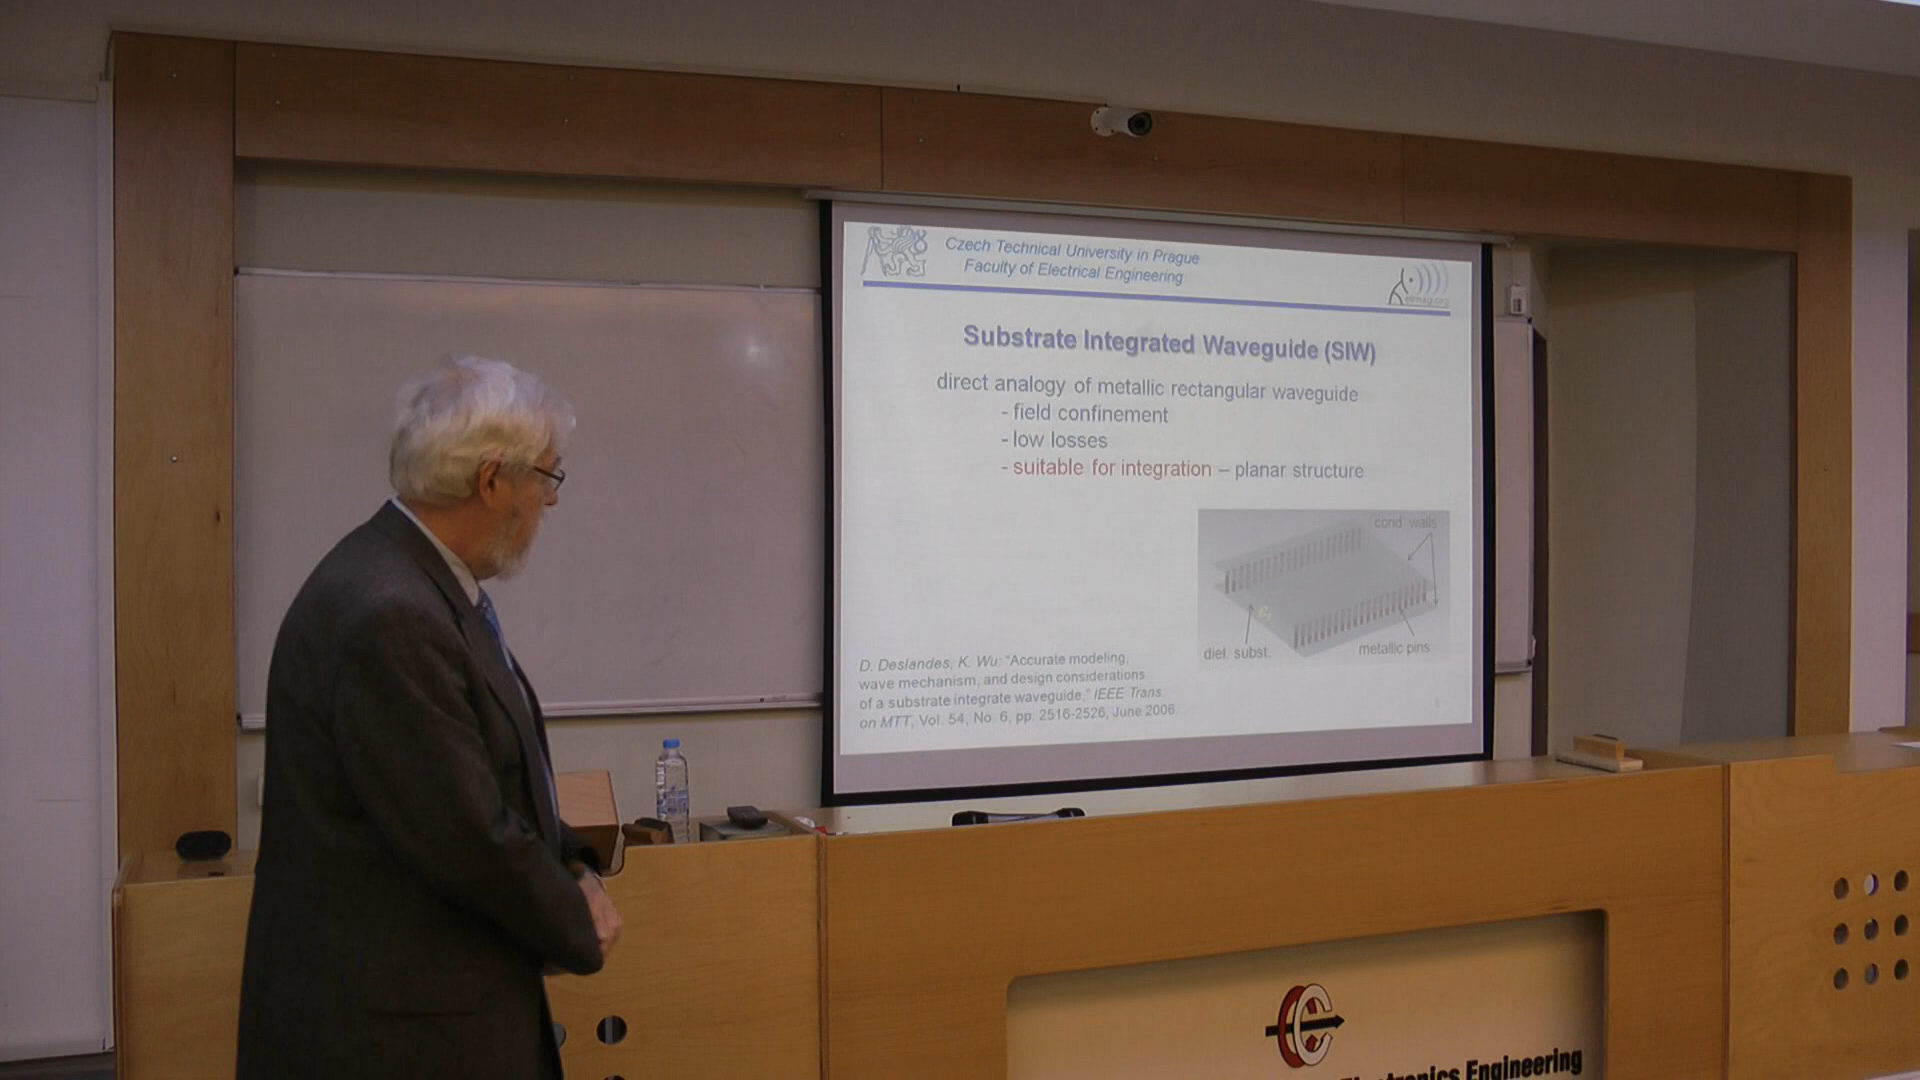 Czech Technical University in Prague
Faculty of Electrical Engineering
elmag.org
Substrate Integrated Waveguide (SIW)
direct analogy of metallic rectangular waveguide
- field confinement
- low losses
- suitable for integration – planar structure
cond. walls
εr
diel. subst.
metallic pins
D. Deslandes, K. Wu: "Accurate modeling,
wave mechanism, and design considerations
of a substrate integrate waveguide," IEEE Trans.
on MTT, Vol. 54, No. 6, pp. 2516-2526, June 2006.
Engineering